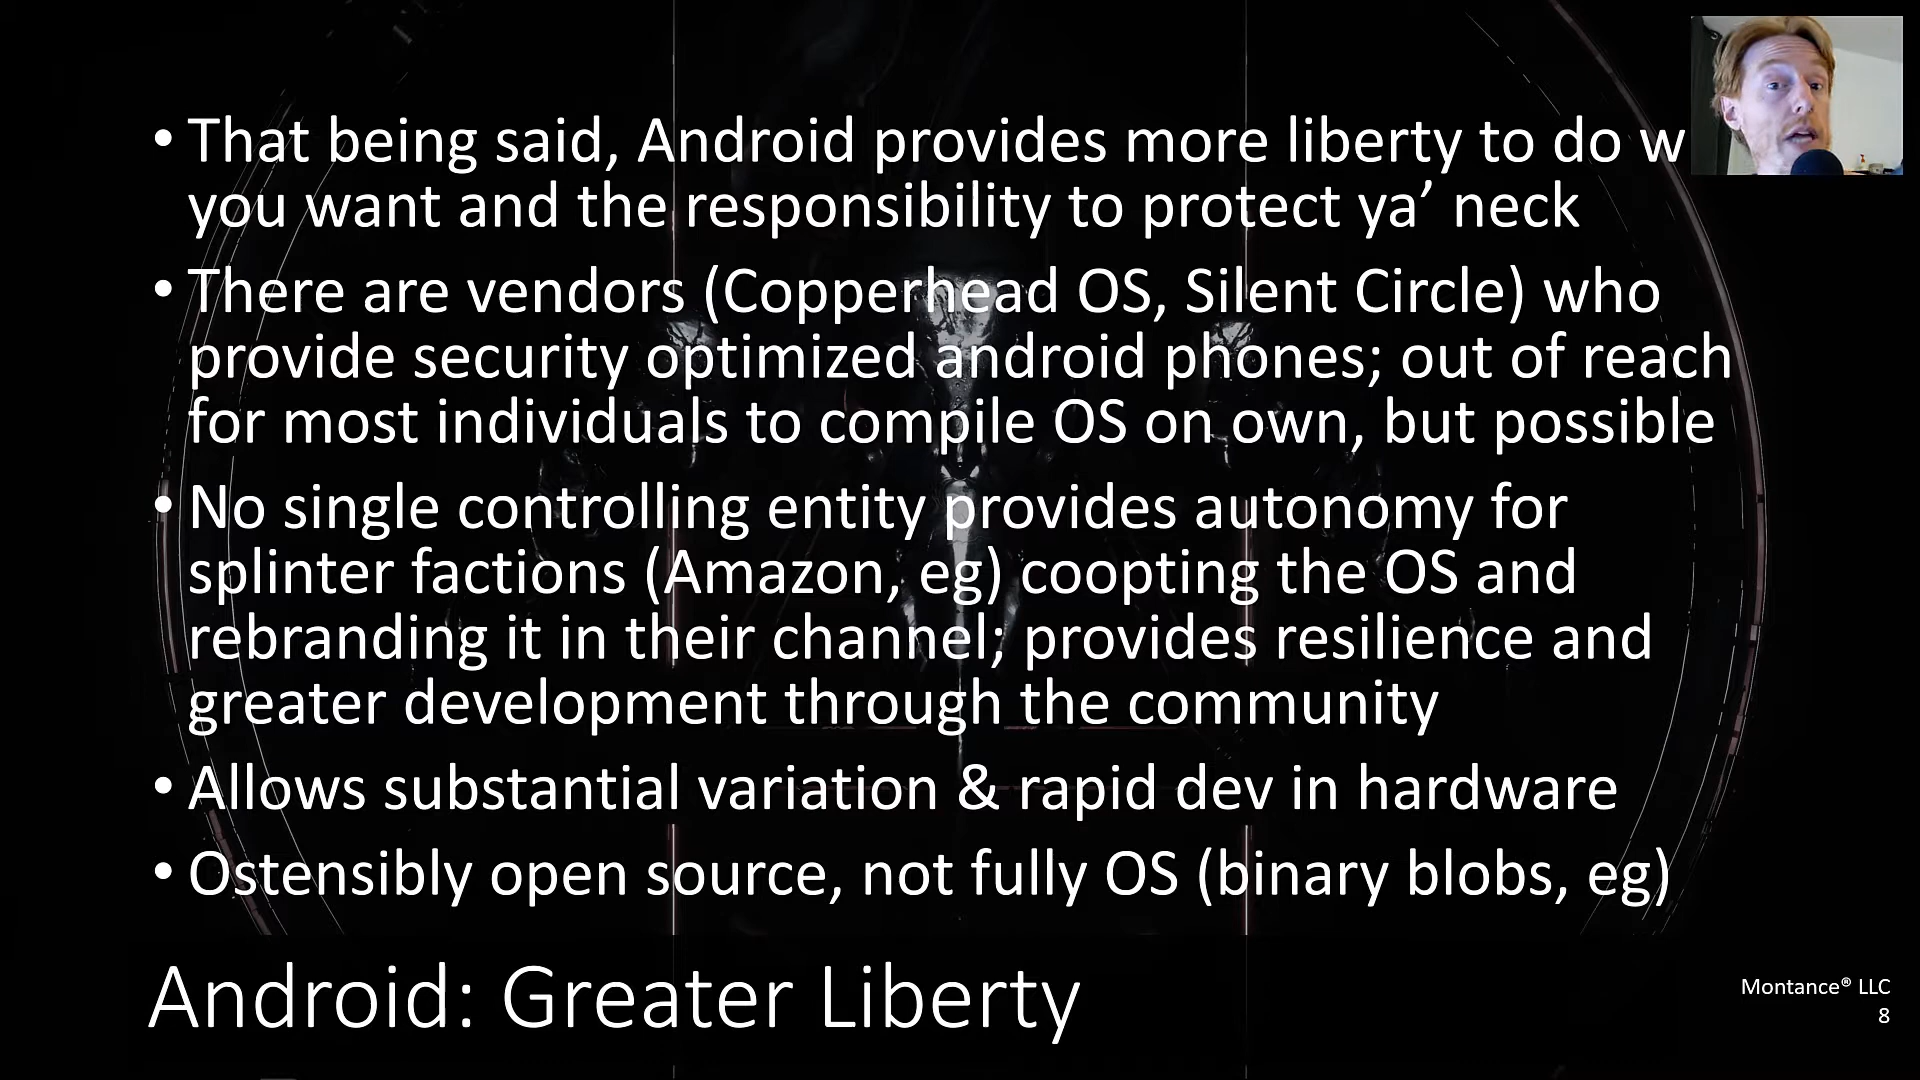 • That being said, Android provides more liberty to do w
you want and the responsibility to protect ya’ neck
• There are vendors (Copperhead OS, Silent Circle) who
provide security optimized android phones; out of reach
for most individuals to compile OS on own, but possible
• No single controlling entity provides autonomy for
splinter factions (Amazon, eg) coopting the OS and
rebranding it in their channel; provides resilience and
greater development through the community
• Allows substantial variation & rapid dev in hardware
• Ostensibly open source, not fully OS (binary blobs, eg)
Android: Greater Liberty
Montance® LLC
8